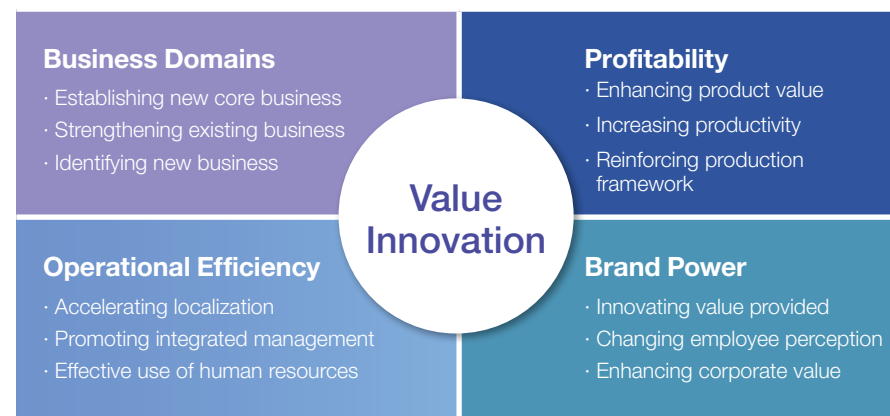 Business Domains
· Establishing new core business
· Strengthening existing business
· Identifying new business
Profitability
· Enhancing product value
· Increasing productivity
· Reinforcing production
framework
Value
Innovation
Operational Efficiency
· Accelerating localization
· Promoting integrated management
· Effective use of human resources
Brand Power
· Innovating value provided
· Changing employee perception
· Enhancing corporate value